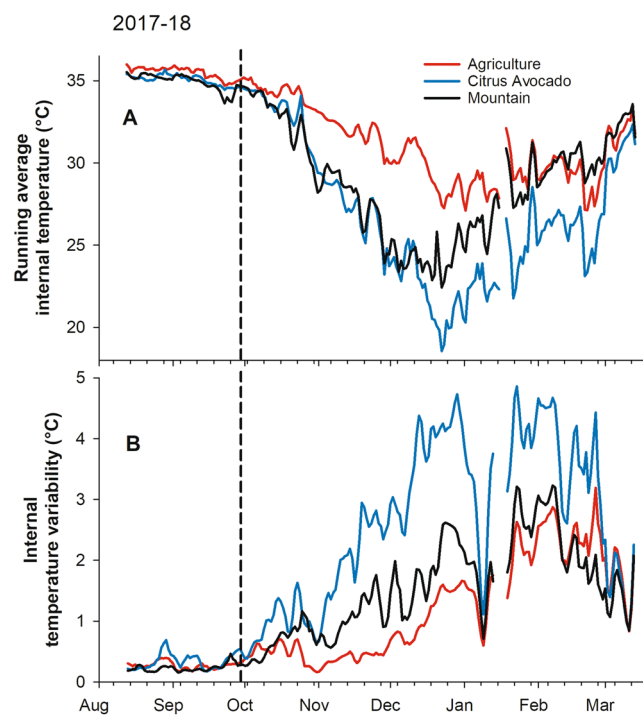 2017-18
Agriculture
Citrus Avocado
Mountain
A
Running average
internal temperature (°C)
35
30
25
20
B
Internal
temperature variability (°C)
5
4
3
2
1
0
Aug Sep Oct Nov Dec Jan Feb Mar